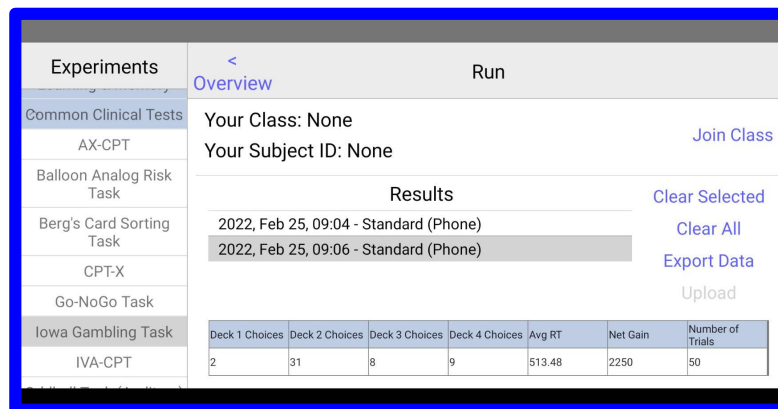 Experiments
Common Clinical Tests
AX-CPT
Balloon Analog Risk
Task
Berg's Card Sorting
Task
CPT-X
Go-NoGo Task
Iowa Gambling Task
IVA-CPT
<
Overview
Run
Your Class: None
Your Subject ID: None
Join Class
Results
2022, Feb 25, 09:04 - Standard (Phone)
2022, Feb 25, 09:06 - Standard (Phone)
Clear Selected
Clear All
Export Data
Upload
Deck 1 Choices Deck 2 Choices Deck 3 Choices Deck 4 Choices Avg RT Net Gain Number of
Trials
2 31 8 9 513.48 2250 50